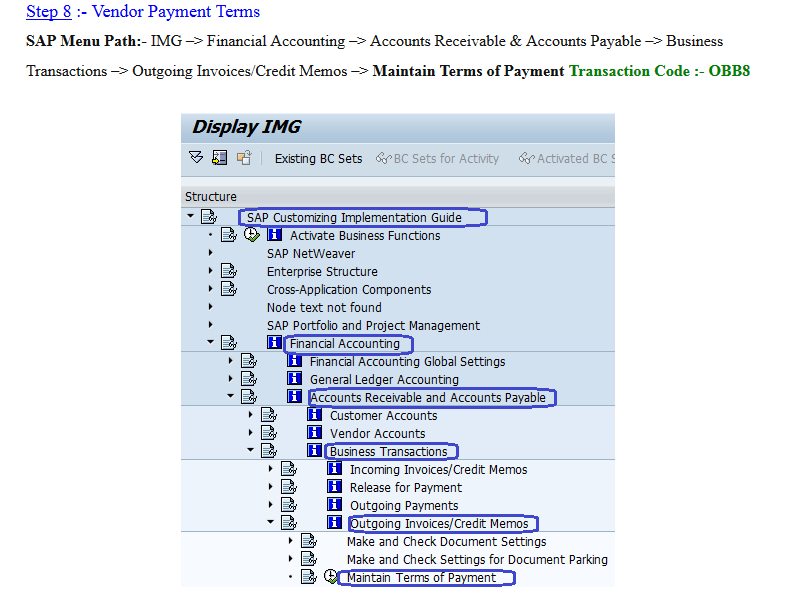 Step 8 :- Vendor Payment Terms
SAP Menu Path:- IMG –> Financial Accounting –> Accounts Receivable & Accounts Payable –> Business
Transactions –> Outgoing Invoices/Credit Memos –> Maintain Terms of Payment Transaction Code :- OBB8
Display IMG
Existing BC Sets BC Sets for Activity Activated BC S
Structure
SAP Customizing Implementation Guide
Activate Business Functions
SAP NetWeaver
Enterprise Structure
Cross-Application Components
Node text not found
SAP Portfolio and Project Management
Financial Accounting
Financial Accounting Global Settings
General Ledger Accounting
Accounts Receivable and Accounts Payable
Customer Accounts
Vendor Accounts
Business Transactions
Incoming Invoices/Credit Memos
Release for Payment
Outgoing Payments
Outgoing Invoices/Credit Memos
Make and Check Document Settings
Make and Check Settings for Document Parking
Maintain Terms of Payment